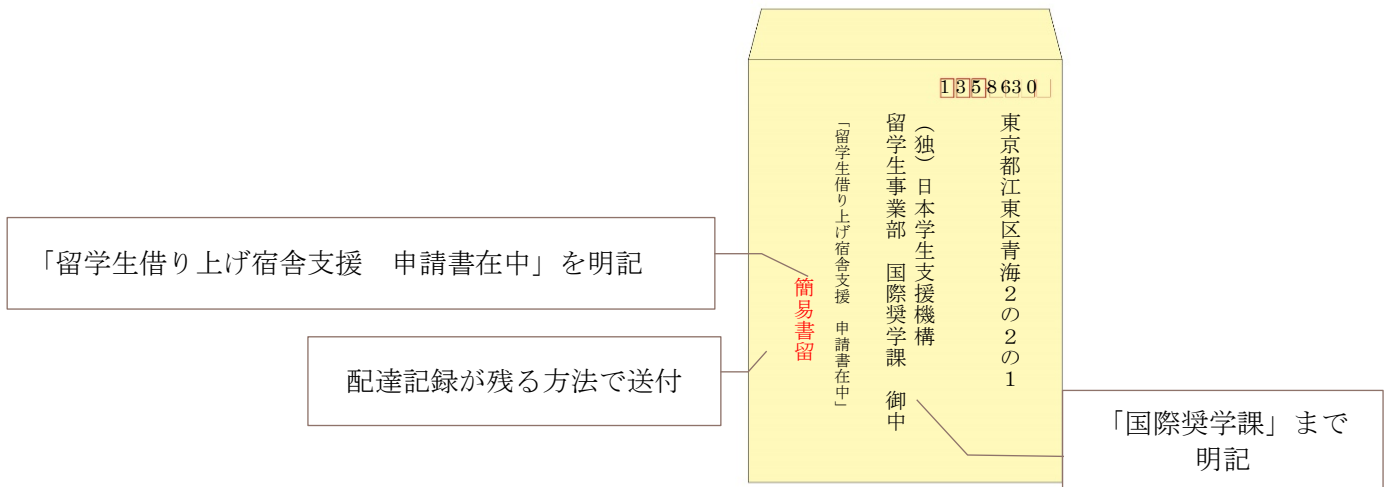 1358630
東京都江東区青海２の２の１
（独）日本学生支援機構
留学生事業部　国際奨学課　御中
「留学生借り上げ宿舎支援　申請書在中」
簡易書留
「留学生借り上げ宿舎支援　申請書在中」を明記
配達記録が残る方法で送付
「国際奨学課」まで
明記